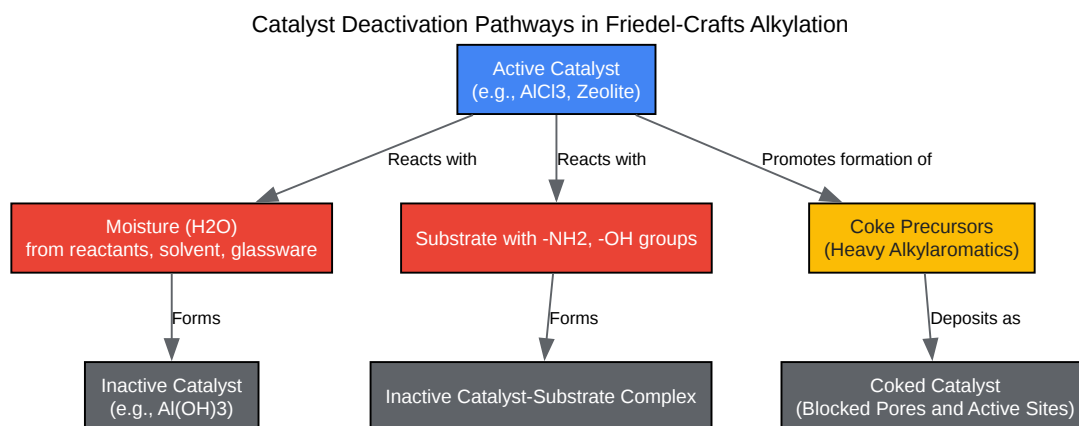 Catalyst Deactivation Pathways in Friedel-Crafts Alkylation
Active Catalyst
(e.g., AlCl3, Zeolite)
Reacts with
Reacts with
Promotes formation of
Moisture (H2O)
from reactants, solvent, glassware
Substrate with -NH2, -OH groups
Coke Precursors
(Heavy Alkylaromatics)
Forms
Forms
Deposits as
Inactive Catalyst
(e.g., Al(OH)3)
Inactive Catalyst-Substrate Complex
Coked Catalyst
(Blocked Pores and Active Sites)